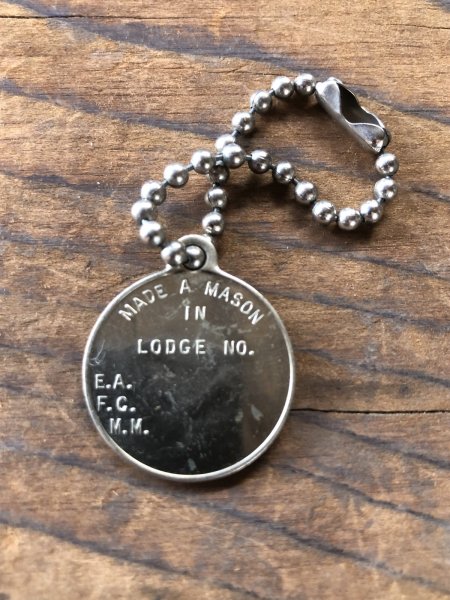 MADE A MASON
IN
LODGE NO.
E.A.
F.C.
M.M.